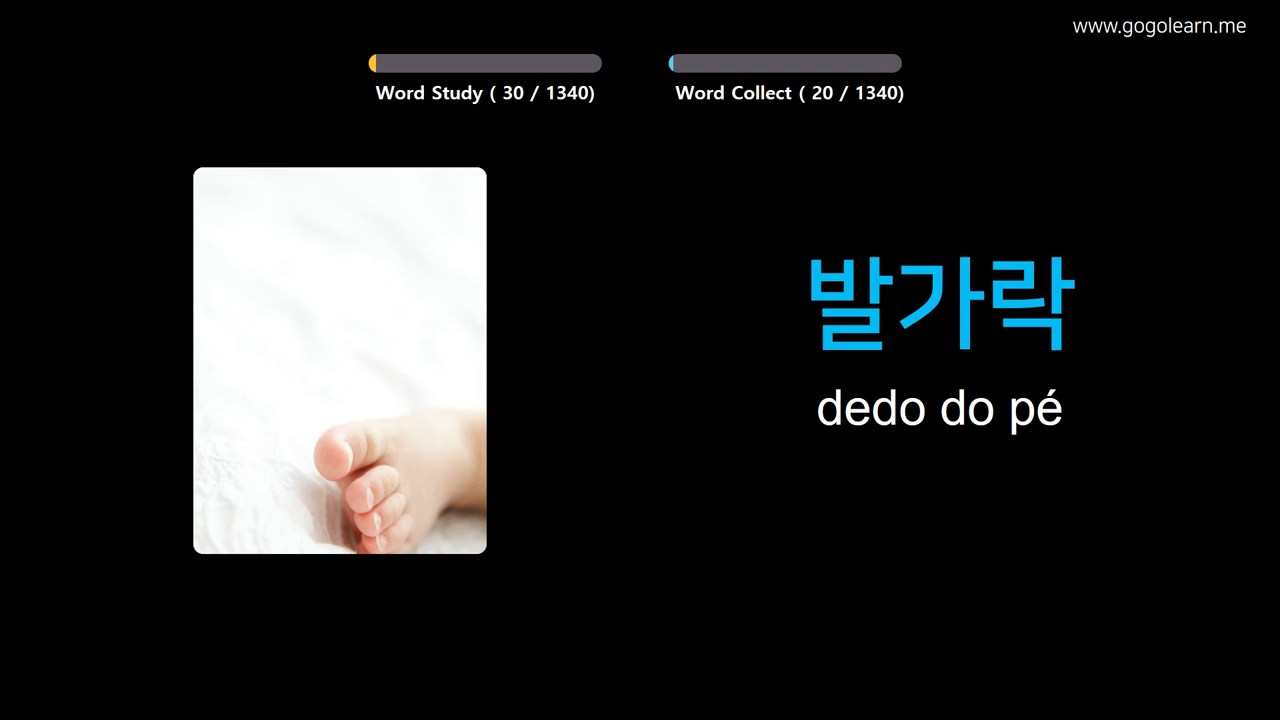 www.gogolearn.me
Word Study ( 30 / 1340)
Word Collect ( 20 / 1340)
발가락
dedo do pé